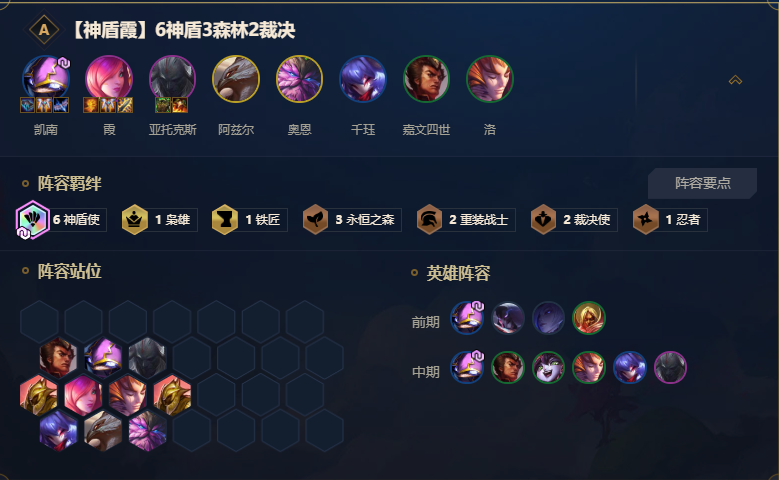 A 【神盾霞】6神盾3森林2裁决
凯南 霞 亚托克斯 阿兹尔 奥恩 千珏 嘉文四世 洛
阵容羁绊 阵容要点
6 神盾使 1 枭雄 1 铁匠 3 永恒之森 2 重装战士 2 裁决使 1 忍者
阵容站位 英雄阵容
前期
中期